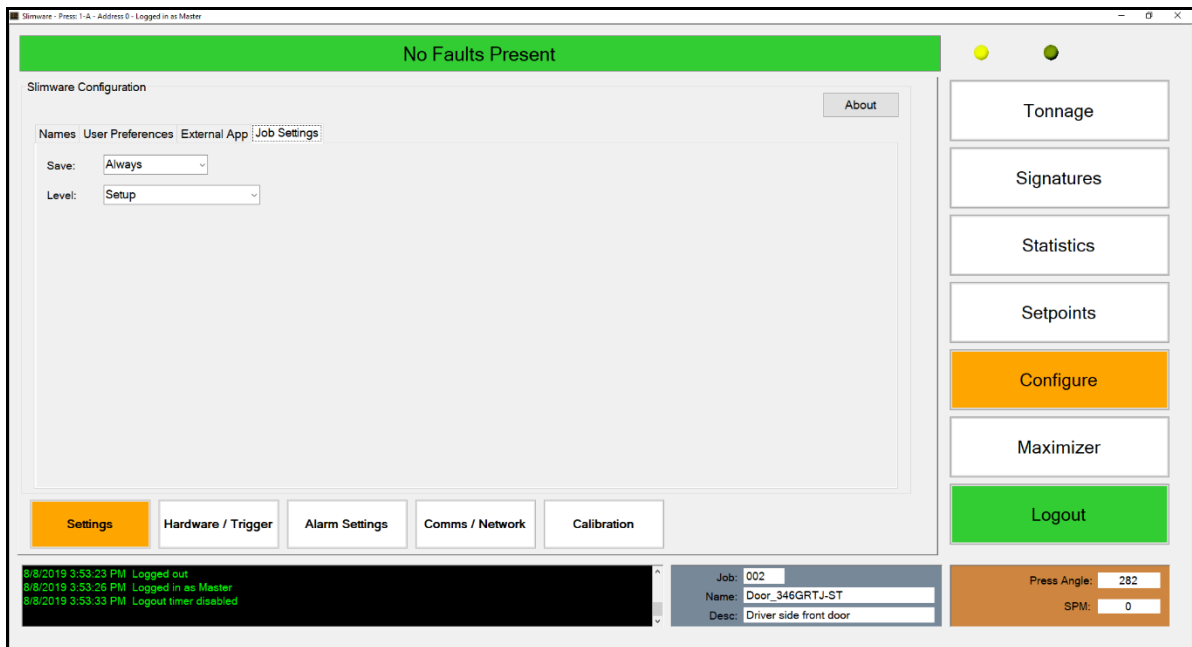 Slimware - Press: 1-A - Address 0 - Logged in as Master
No Faults Present
Slimware Configuration
About
Names User Preferences External App Job Settings
Save: Always
Level: Setup
Settings
Hardware / Trigger
Alarm Settings
Comms / Network
Calibration
Tonnage
Signatures
Statistics
Setpoints
Configure
Maximizer
Logout
8/8/2019 3:53:23 PM Logged out
8/8/2019 3:53:26 PM Logged in as Master
8/8/2019 3:53:33 PM Logout timer disabled
Job: 002
Name: Door_346GRTJ-ST
Desc: Driver side front door
Press Angle: 282
SPM: 0